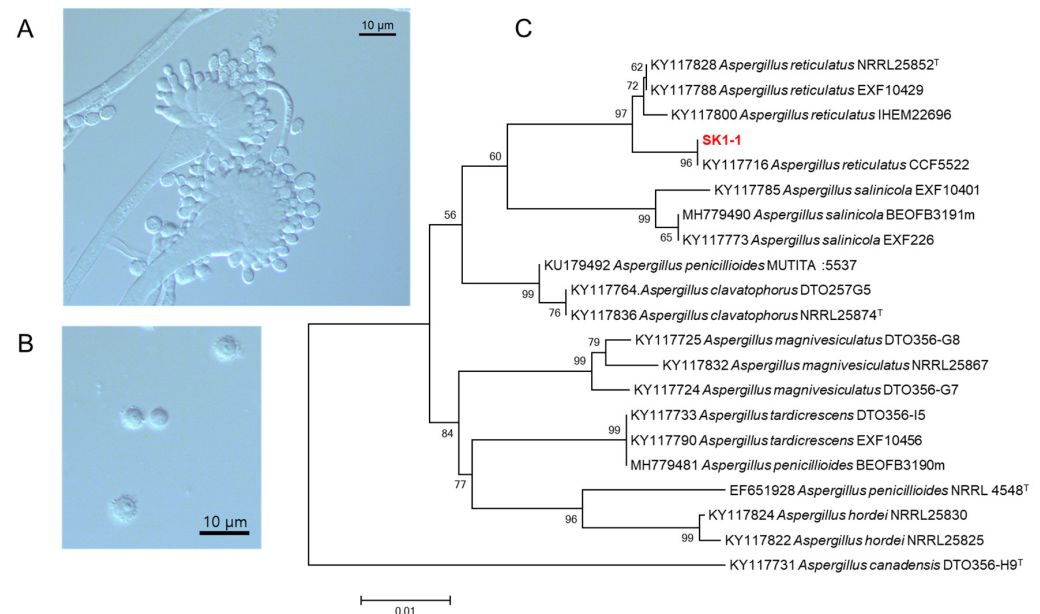 A
10 µm
B
10 µm
C
62
KY117828 Aspergillus reticulatus NRRL25852T
72
KY117788 Aspergillus reticulatus EXF10429
97
KY117800 Aspergillus reticulatus IHEM22696
SK1-1
96
KY117716 Aspergillus reticulatus CCF5522
60
KY117785 Aspergillus salinicola EXF10401
99
MH779490 Aspergillus salinicola BEOFB3191m
65
KY117773 Aspergillus salinicola EXF226
56
KU179492 Aspergillus penicillioides MUTITA :5537
99
KY117764.Aspergillus clavatophorus DTO257G5
76
KY117836 Aspergillus clavatophorus NRRL25874T
79
KY117725 Aspergillus magnivesiculatus DTO356-G8
99
KY117832 Aspergillus magnivesiculatus NRRL25867
KY117724 Aspergillus magnivesiculatus DTO356-G7
84
KY117733 Aspergillus tardicrescens DTO356-I5
99
KY117790 Aspergillus tardicrescens EXF10456
MH779481 Aspergillus penicillioides BEOFB3190m
77
EF651928 Aspergillus penicillioides NRRL 4548T
96
KY117824 Aspergillus hordei NRRL25830
99
KY117822 Aspergillus hordei NRRL25825
KY117731 Aspergillus canadensis DTO356-H9T
0.01